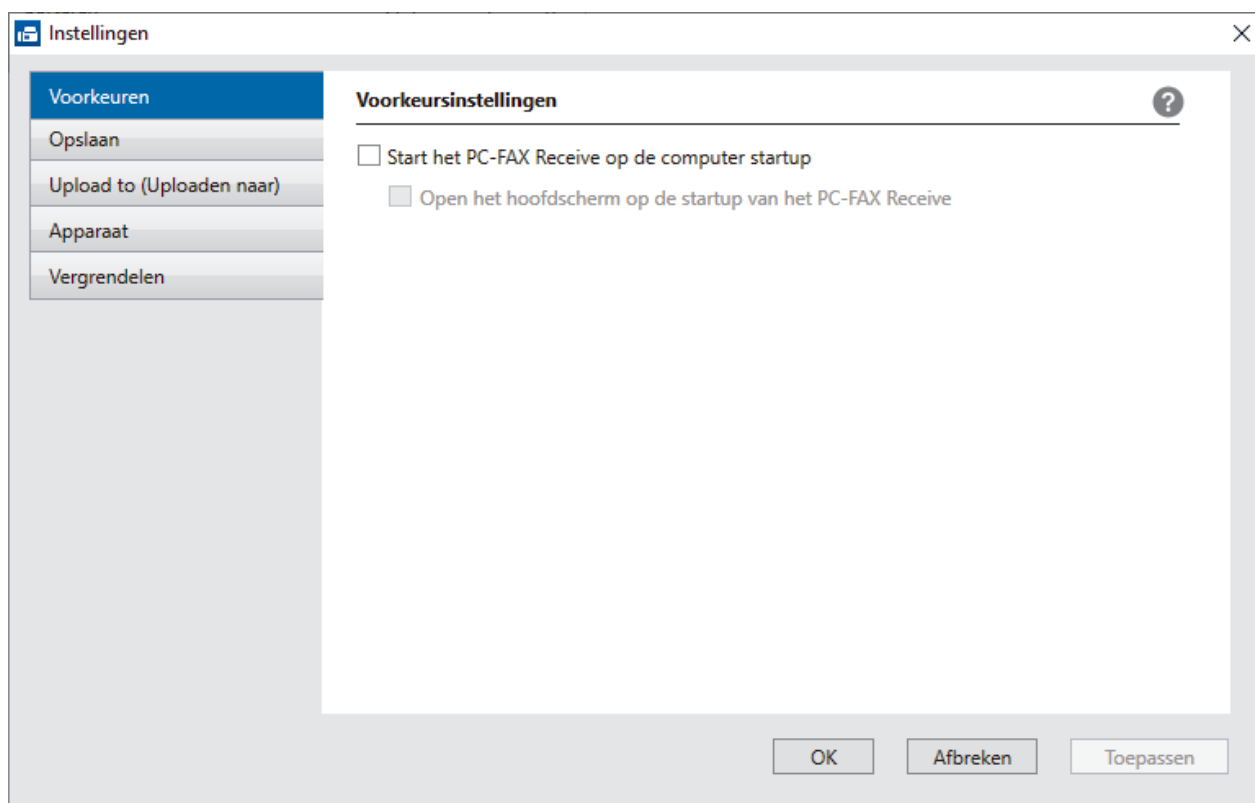 Instellingen
Voorkeuren
Opslaan
Upload to (Uploaden naar)
Apparaat
Vergrendelen
Voorkeursinstellingen
?
Start het PC-FAX Receive op de computer startup
Open het hoofdscherm op de startup van het PC-FAX Receive
OK
Afbreken
Toepassen